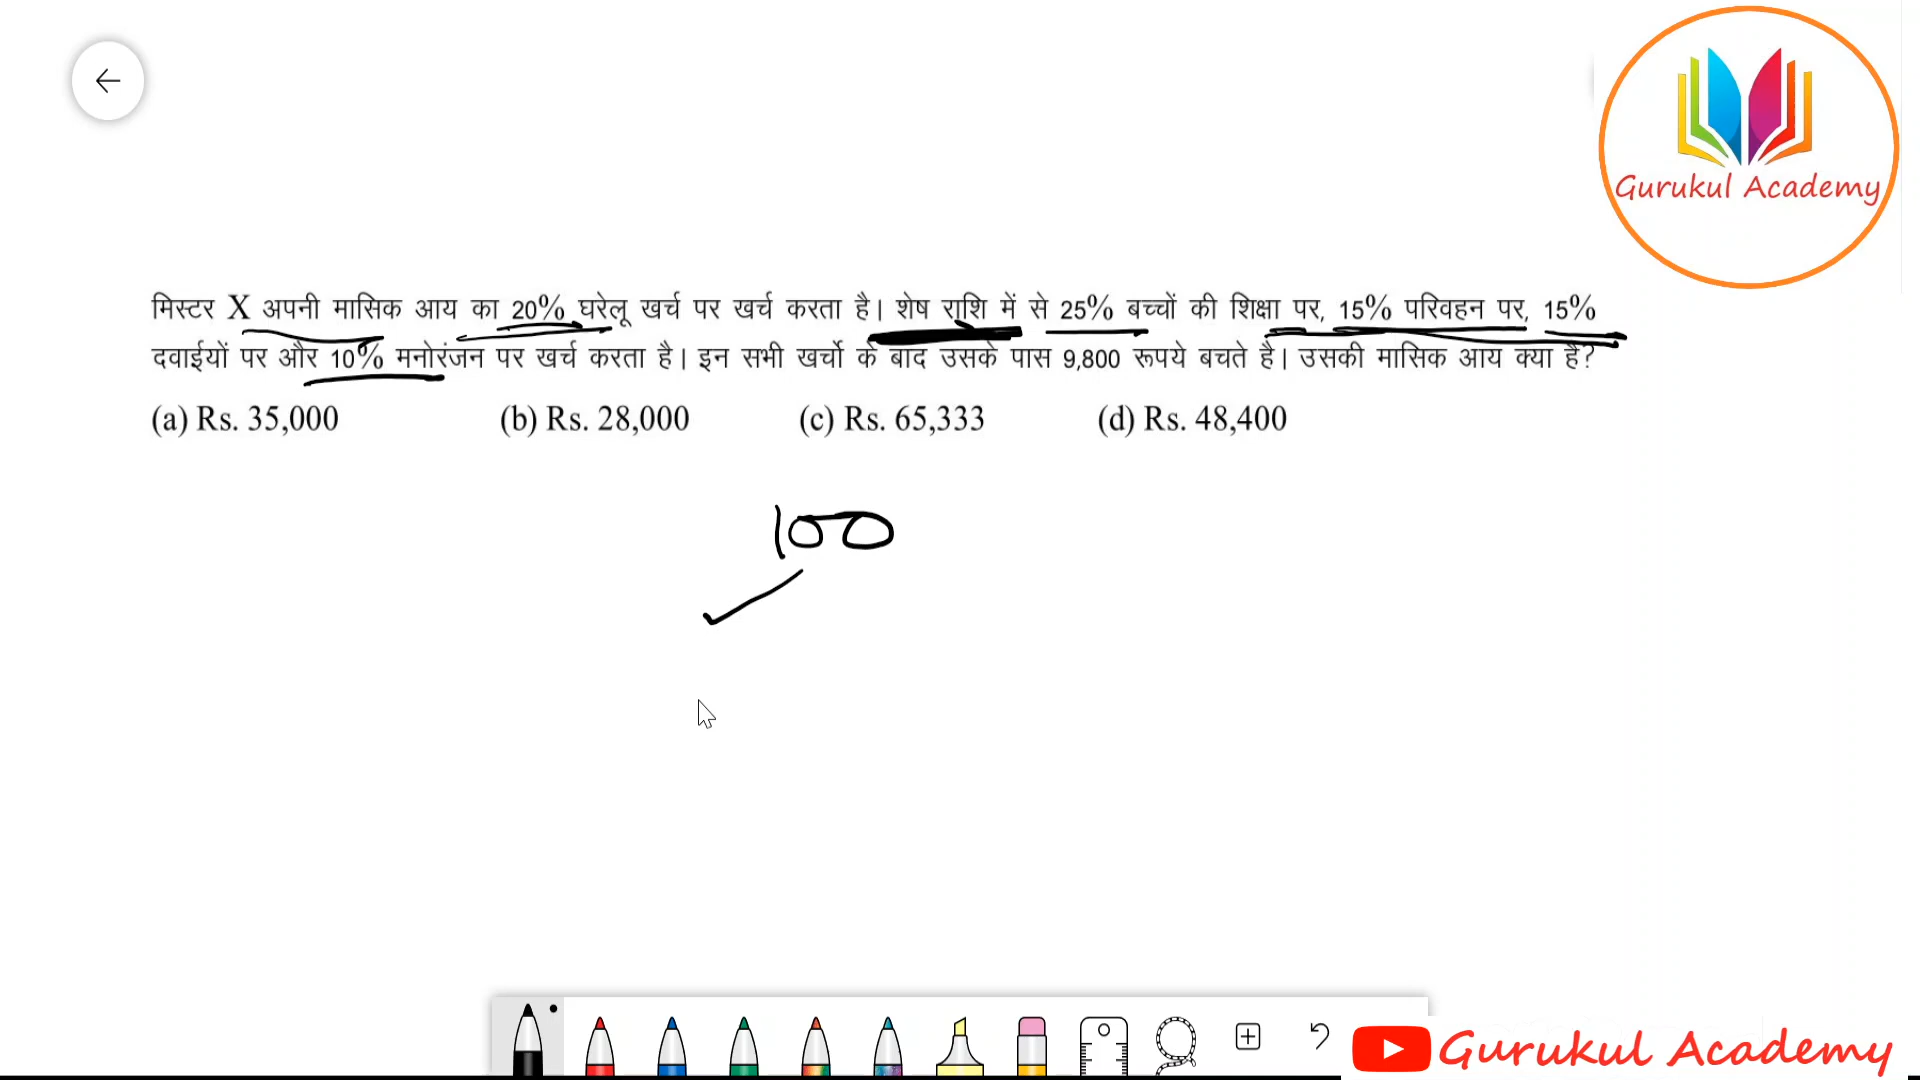 Gurukul Academy
मिस्टर X अपनी मासिक आय का 20% घरेलू खर्च पर खर्च करता है। शेष राशि में से 25% बच्चों की शिक्षा पर, 15% परिवहन पर, 15%
दवाईयों पर और 10% मनोरंजन पर खर्च करता है। इन सभी खर्चो के बाद उसके पास 9,800 रूपये बचते है। उसकी मासिक आय क्या है?
(a) Rs. 35,000 (b) Rs. 28,000 (c) Rs. 65,333 (d) Rs. 48,400
100
Gurukul Academy